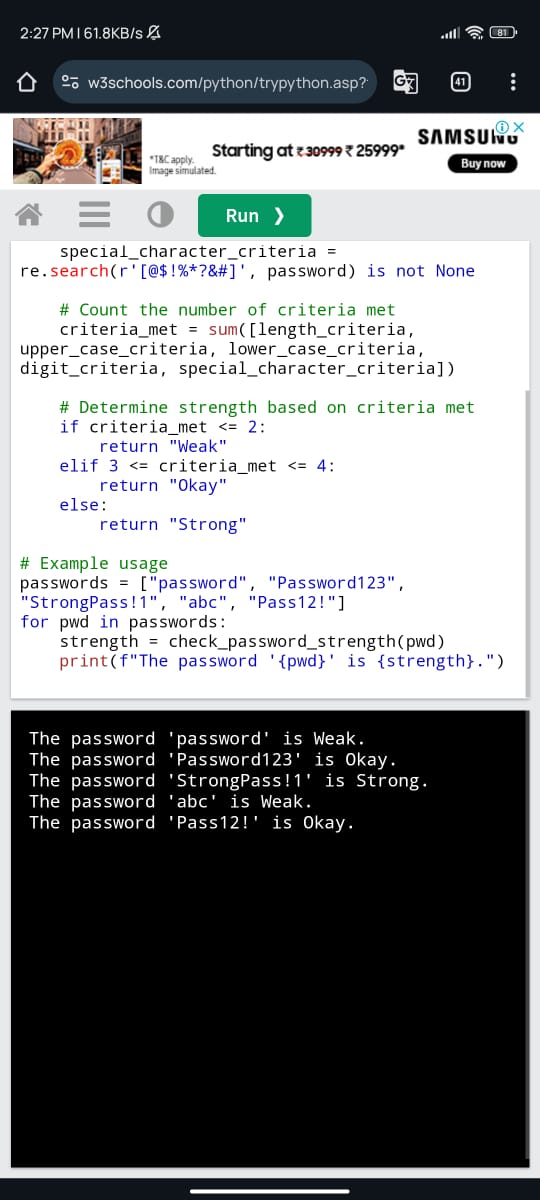 2:27 PM | 61.8KB/s
81
w3schools.com/python/trypython.asp?
41
*T&C apply.
Image simulated.
Starting at ₹ 30999 ₹ 25999*
SAMSUNG
Buy now
Run ❯
    special_character_criteria =
re.search(r'[@$!%*?&#]', password) is not None
    # Count the number of criteria met
    criteria_met = sum([length_criteria,
upper_case_criteria, lower_case_criteria,
digit_criteria, special_character_criteria])
    # Determine strength based on criteria met
    if criteria_met <= 2:
        return "Weak"
    elif 3 <= criteria_met <= 4:
        return "Okay"
    else:
        return "Strong"
# Example usage
passwords = ["password", "Password123",
"StrongPass!1", "abc", "Pass12!"]
for pwd in passwords:
    strength = check_password_strength(pwd)
    print(f"The password '{pwd}' is {strength}.")
The password 'password' is Weak.
The password 'Password123' is Okay.
The password 'StrongPass!1' is Strong.
The password 'abc' is Weak.
The password 'Pass12!' is Okay.